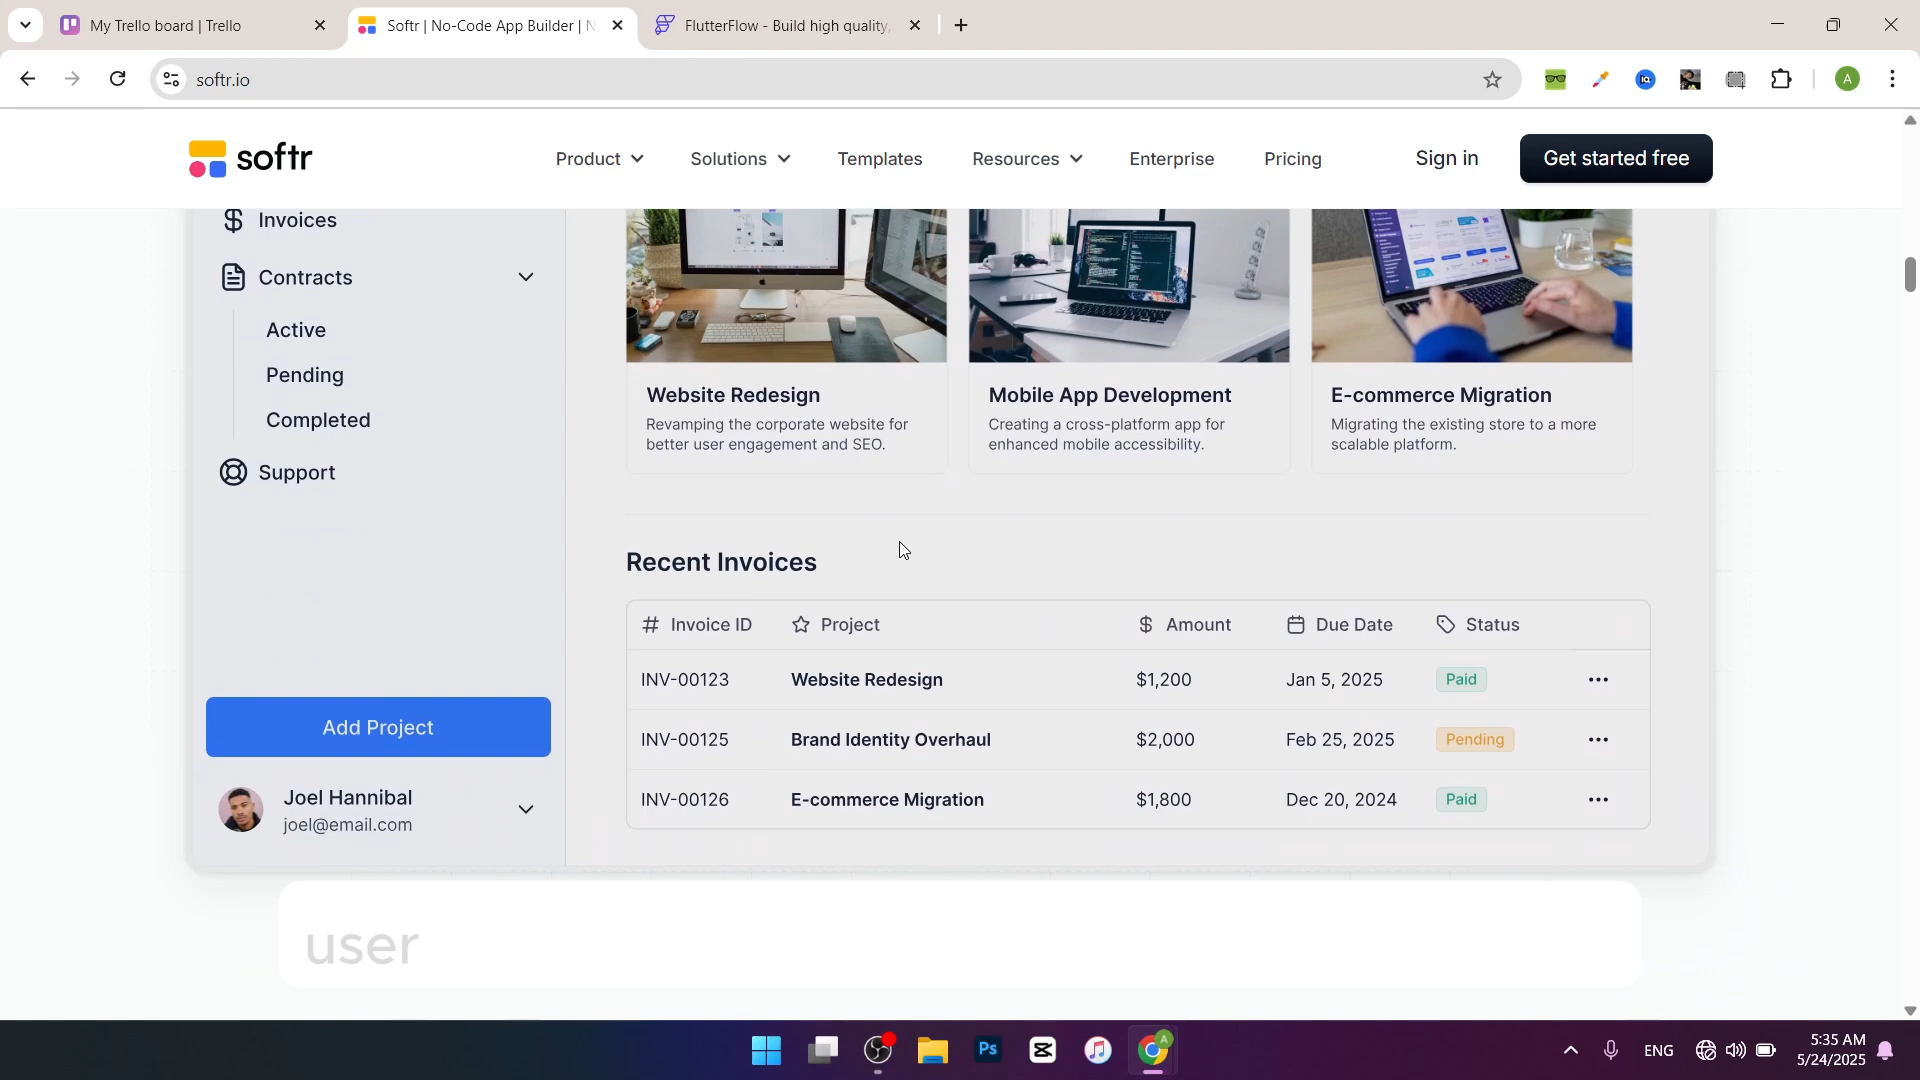 My Trello board | Trello
Softr | No-Code App Builder | N
FlutterFlow - Build high quality,
softr.io
A
softr
Product
Solutions
Templates
Resources
Enterprise
Pricing
Sign in
Get started free
Invoices
Contracts
Active
Pending
Completed
Support
Add Project
Joel Hannibal
joel@email.com
Website Redesign
Revamping the corporate website for
better user engagement and SEO.
Mobile App Development
Creating a cross-platform app for
enhanced mobile accessibility.
E-commerce Migration
Migrating the existing store to a more
scalable platform.
Recent Invoices
# Invoice ID Project $ Amount Due Date Status
INV-00123 Website Redesign $1,200 Jan 5, 2025 Paid
INV-00125 Brand Identity Overhaul $2,000 Feb 25, 2025 Pending
INV-00126 E-commerce Migration $1,800 Dec 20, 2024 Paid
user
Ps
A
ENG
5:35 AM
5/24/2025